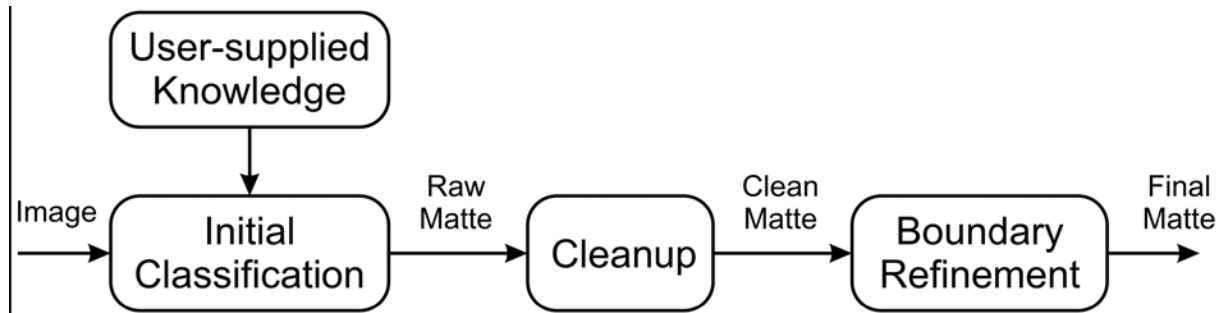 User-supplied
Knowledge
Image
Initial
Classification
Raw
Matte
Cleanup
Clean
Matte
Boundary
Refinement
Final
Matte